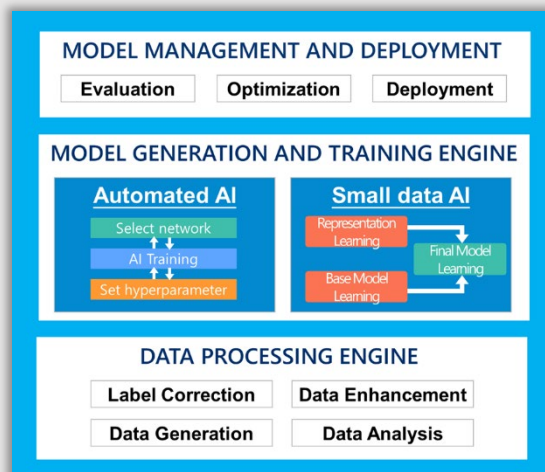 MODEL MANAGEMENT AND DEPLOYMENT
Evaluation
Optimization
Deployment
MODEL GENERATION AND TRAINING ENGINE
Automated AI
Select network
AI Training
Set hyperparameter
Small data AI
Representation
Learning
Base Model
Learning
Final Model
Learning
DATA PROCESSING ENGINE
Label Correction
Data Enhancement
Data Generation
Data Analysis